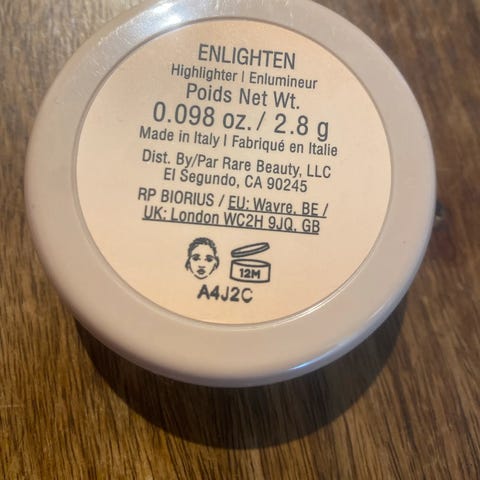 ENLIGHTEN
Highlighter | Enlumineur
Poids Net Wt.
0.098 oz. / 2.8 g
Made in Italy | Fabriqué en Italie
Dist. By/Par Rare Beauty, LLC
El Segundo, CA 90245
RP BIORIUS / EU: Wavre, BE /
UK: London WC2H 9JQ, GB
12M
A4J2C